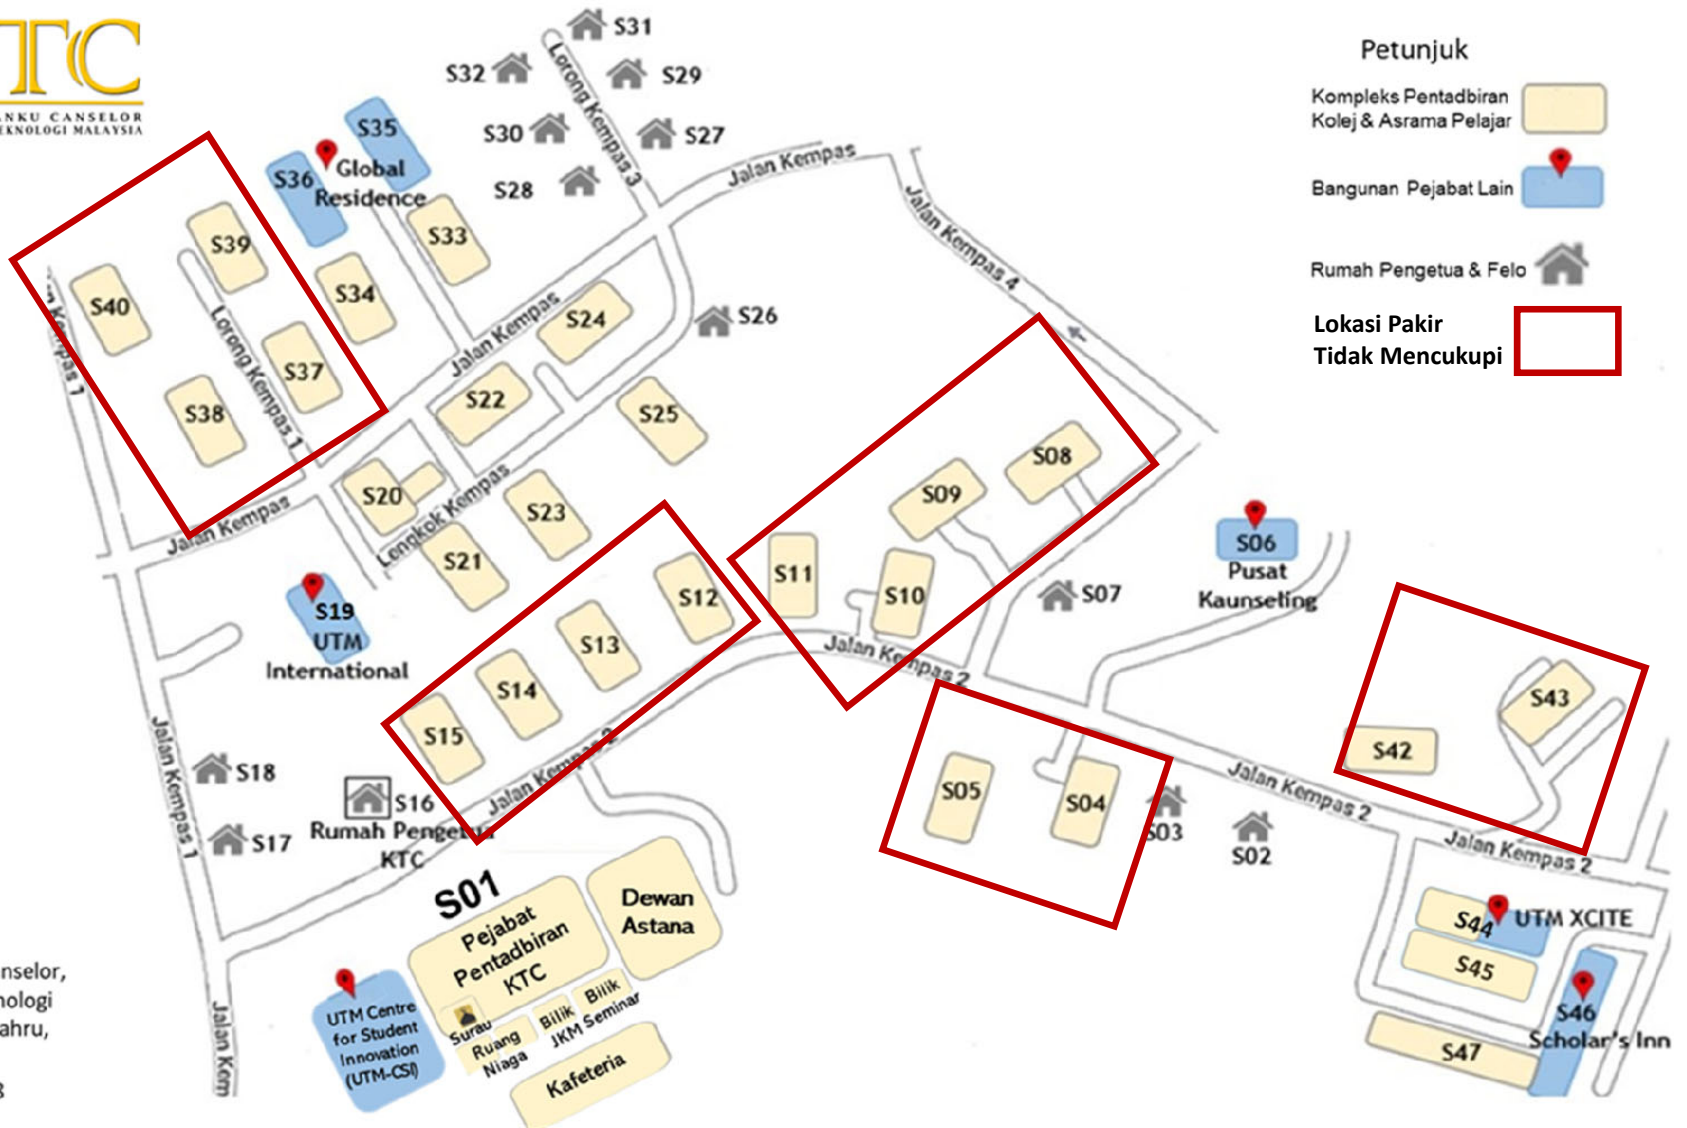 TC
ANKU CANSELOR
EKNOLOGI MALAYSIA
Petunjuk
Kompleks Pentadbiran
Kolej & Asrama Pelajar
Bangunan Pejabat Lain
Rumah Pengetua & Felo
Lokasi Pakir
Tidak Mencukupi
S31
S32
S29
S30
S27
S28
Lorong Kempas 3
Jalan Kempas
Jalan Kempas 4
S35
S36
Global
Residence
S39
S33
S40
S34
S37
S38
Lorong Kempas 1
Kempas 1
Jalan Kempas
S24
S26
S22
S25
S20
S23
S21
Lengkok Kempas
Jalan Kempas
S08
S09
S11
S10
S12
S13
S14
S15
S06
Pusat
Kaunseling
S07
S19
UTM
International
Jalan Kempas 2
Jalan Kempas 2
Jalan Kempas 1
S18
S17
S16
Rumah Pengetua
KTC
S05
S04
S03
S02
S43
S42
Jalan Kempas 2
Jalan Kempas 2
S01
Pejabat
Pentadbiran
KTC
Dewan
Astana
Surau
Ruang
Niaga
Bilik
JKM
Bilik
Seminar
Kafeteria
UTM Centre
for Student
Innovation
(UTM-CSI)
Jalan Kem
S44
UTM XCITE
S45
S46
Scholar's Inn
S47
nselor,
nologi
ahru,
8